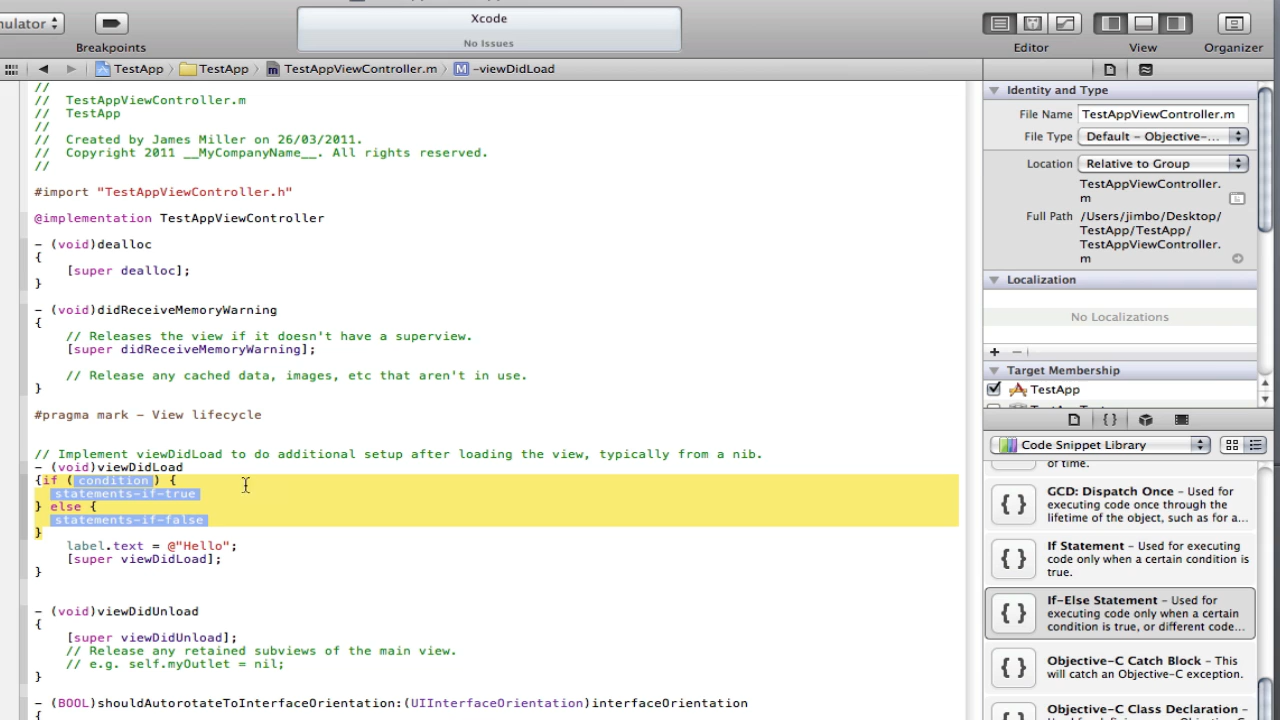 Xcode
nulator
No Issues
Breakpoints
Editor
View
Organizer
TestApp
TestApp
TestAppViewController.m
M
-viewDidLoad
//
//  TestAppViewController.m
//  TestApp
//
//  Created by James Miller on 26/03/2011.
//  Copyright 2011 __MyCompanyName__. All rights reserved.
//
#import "TestAppViewController.h"
@implementation TestAppViewController
- (void)dealloc
{
[super dealloc];
}
- (void)didReceiveMemoryWarning
{
// Releases the view if it doesn't have a superview.
[super didReceiveMemoryWarning];
// Release any cached data, images, etc that aren't in use.
}
#pragma mark - View lifecycle
// Implement viewDidLoad to do additional setup after loading the view, typically from a nib.
- (void)viewDidLoad
{if (condition) {
statements-if-true
} else {
statements-if-false
}
label.text = @"Hello";
[super viewDidLoad];
}
- (void)viewDidUnload
{
[super viewDidUnload];
// Release any retained subviews of the main view.
// e.g. self.myOutlet = nil;
}
- (BOOL)shouldAutorotateToInterfaceOrientation:(UIInterfaceOrientation)interfaceOrientation
{
Identity and Type
File Name TestAppViewController.m
File Type Default - Objective-...
Location Relative to Group
TestAppViewController.
m
Full Path /Users/jimbo/Desktop/
TestApp/TestApp/
TestAppViewController.
m
Localization
No Localizations
+ −
Target Membership
TestApp
{ }
Code Snippet Library
of time.
{ }
GCD: Dispatch Once - Used for
executing code once through the
lifetime of the object, such as for a...
{ }
If Statement - Used for executing
code only when a certain condition is
true.
{ }
If-Else Statement - Used for
executing code only when a certain
condition is true, or different code...
{ }
Objective-C Catch Block - This
will catch an Objective-C exception.
Objective-C Class Declaration -